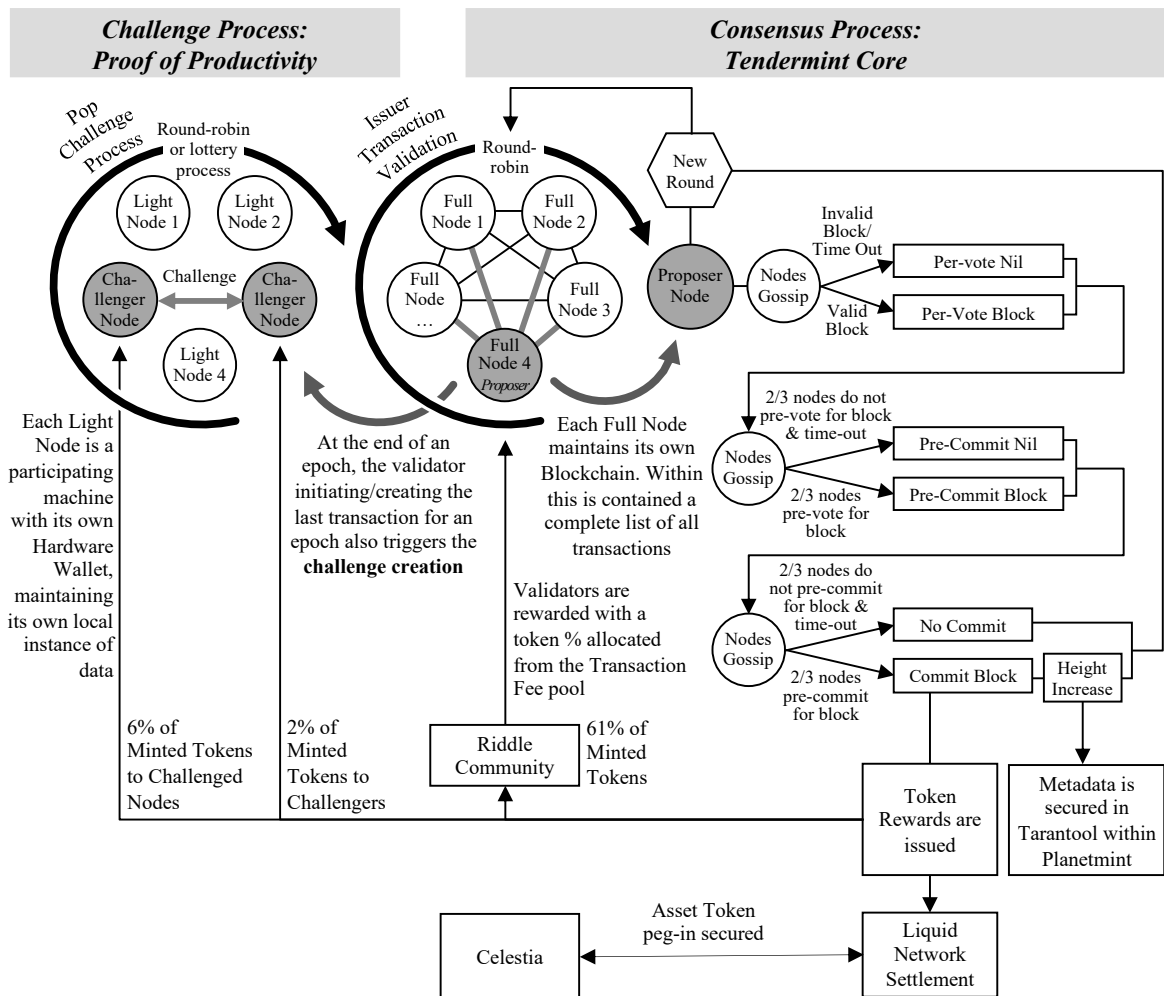 Challenge Process:
Proof of Productivity
Consensus Process:
Tendermint Core
Pop
Challenge
Process
Round-robin
or lottery
process
Light
Node 1
Light
Node 2
Cha-
llenger
Node
Challenge
Cha-
llenger
Node
Light
Node 4
Issuer
Transaction
Validation
Round-
robin
Full
Node 1
Full
Node 2
Full
Node
...
Full
Node 3
Full
Node 4
Proposer
New
Round
Proposer
Node
Nodes
Gossip
Invalid
Block/
Time Out
Valid
Block
Per-vote Nil
Per-Vote Block
Each Light
Node is a
participating
machine
with its own
Hardware
Wallet,
maintaining
its own local
instance of
data
At the end of an
epoch, the validator
initiating/creating the
last transaction for an
epoch also triggers the
challenge creation
Each Full Node
maintains its own
Blockchain. Within
this is contained a
complete list of all
transactions
2/3 nodes do not
pre-vote for block
& time-out
Nodes
Gossip
2/3 nodes
pre-vote for
block
Pre-Commit Nil
Pre-Commit Block
Validators are
rewarded with a
token % allocated
from the Transaction
Fee pool
2/3 nodes do
not pre-commit
for block &
time-out
Nodes
Gossip
2/3 nodes
pre-commit
for block
No Commit
Commit Block
Height
Increase
6% of
Minted Tokens
to Challenged
Nodes
2% of
Minted
Tokens to
Challengers
Riddle
Community
61% of
Minted
Tokens
Token
Rewards are
issued
Metadata is
secured in
Tarantool within
Planetmint
Celestia
Asset Token
peg-in secured
Liquid
Network
Settlement